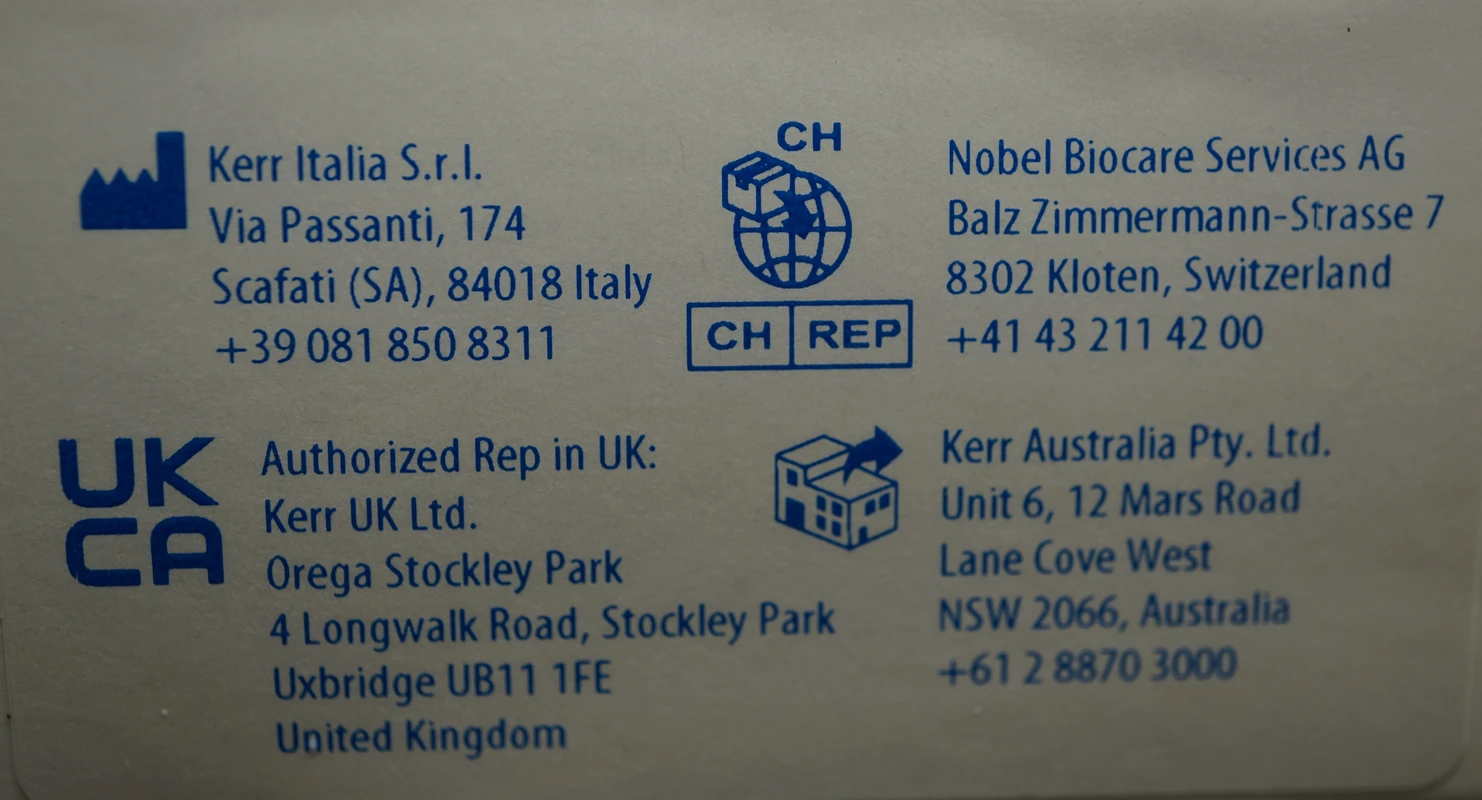 Kerr Italia S.r.l.
Via Passanti, 174
Scafati (SA), 84018 Italy
+39 081 850 8311
CH
CH REP
Nobel Biocare Services AG
Balz Zimmermann-Strasse 7
8302 Kloten, Switzerland
+41 43 211 42 00
UK
CA
Authorized Rep in UK:
Kerr UK Ltd.
Orega Stockley Park
4 Longwalk Road, Stockley Park
Uxbridge UB11 1FE
United Kingdom
Kerr Australia Pty. Ltd.
Unit 6, 12 Mars Road
Lane Cove West
NSW 2066, Australia
+61 2 8870 3000